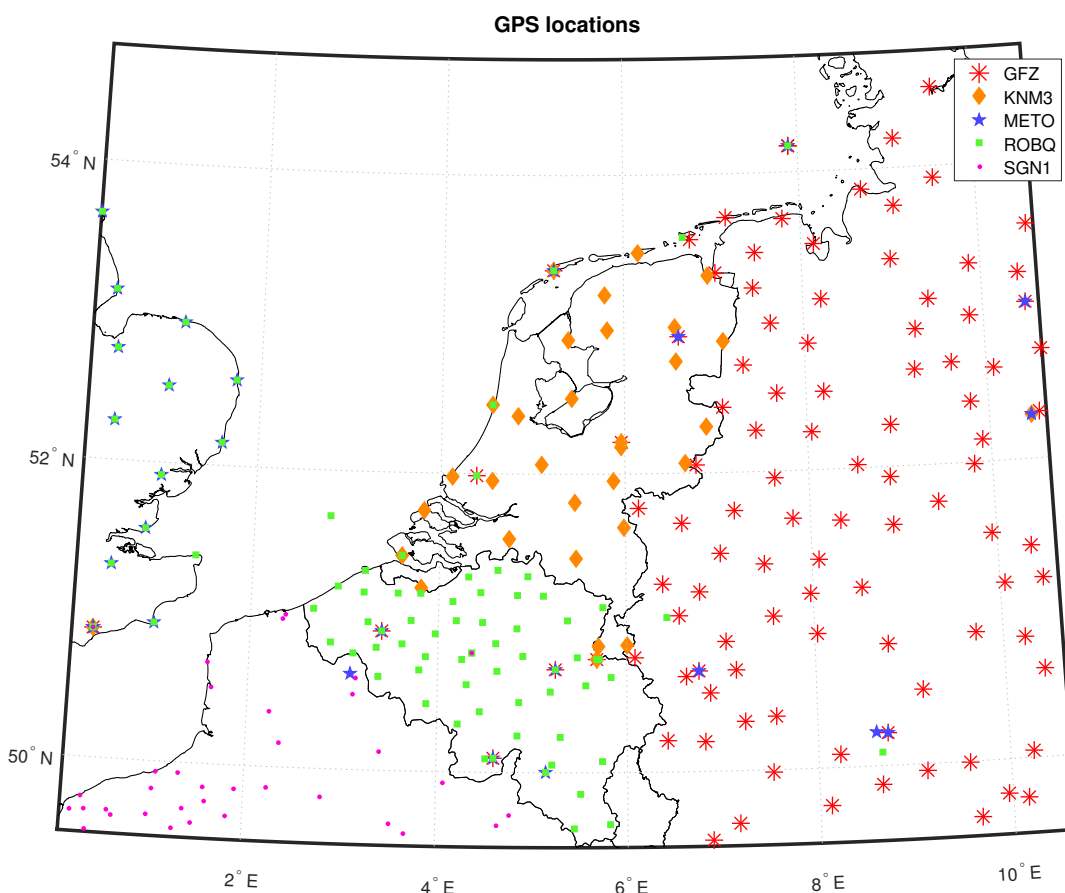 GPS locations
GFZ
KNM3
METO
ROBQ
SGN1
54° N
52° N
50° N
2° E
4° E
6° E
8° E
10° E